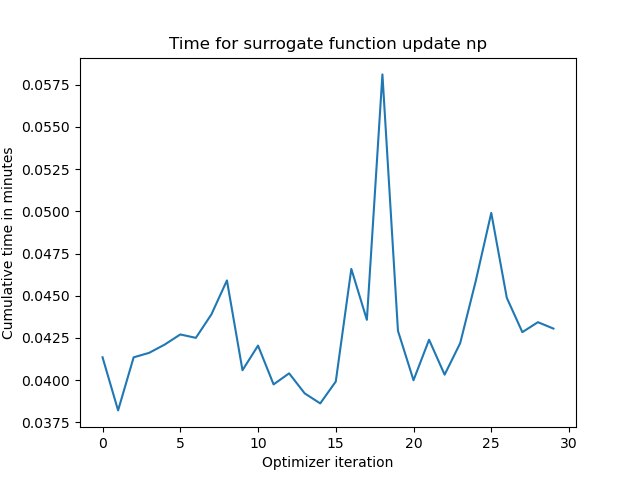 Time for surrogate function update np
Cumulative time in minutes
0.0575
0.0550
0.0525
0.0500
0.0475
0.0450
0.0425
0.0400
0.0375
0 5 10 15 20 25 30
Optimizer iteration